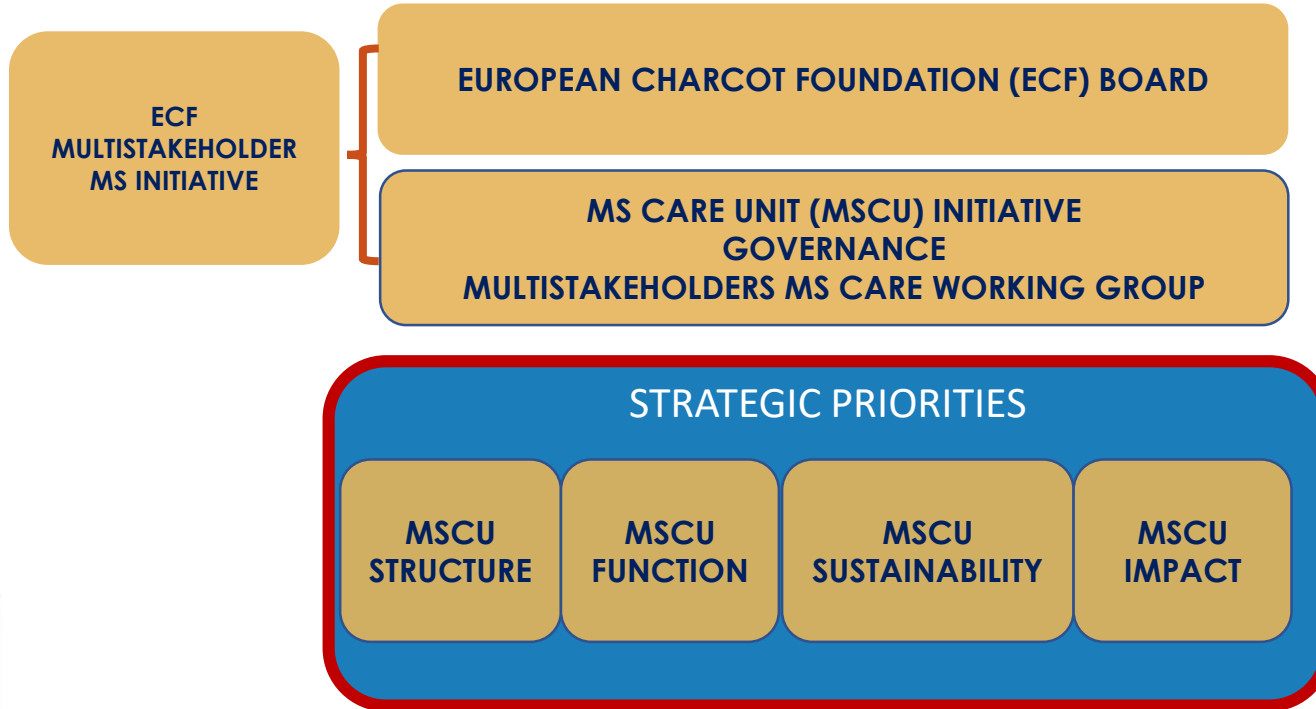 ECF
MULTISTAKEHOLDER
MS INITIATIVE
EUROPEAN CHARCOT FOUNDATION (ECF) BOARD
MS CARE UNIT (MSCU) INITIATIVE
GOVERNANCE
MULTISTAKEHOLDERS MS CARE WORKING GROUP
STRATEGIC PRIORITIES
MSCU
STRUCTURE
MSCU
FUNCTION
MSCU
SUSTAINABILITY
MSCU
IMPACT